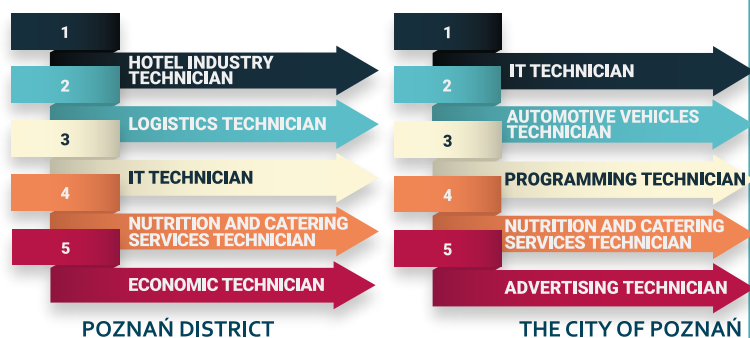 1
HOTEL INDUSTRY
TECHNICIAN
2
LOGISTICS TECHNICIAN
3
IT TECHNICIAN
4
NUTRITION AND CATERING
SERVICES TECHNICIAN
5
ECONOMIC TECHNICIAN
POZNAŃ DISTRICT
1
IT TECHNICIAN
2
AUTOMOTIVE VEHICLES
TECHNICIAN
3
PROGRAMMING TECHNICIAN
4
NUTRITION AND CATERING
SERVICES TECHNICIAN
5
ADVERTISING TECHNICIAN
THE CITY OF POZNAŃ